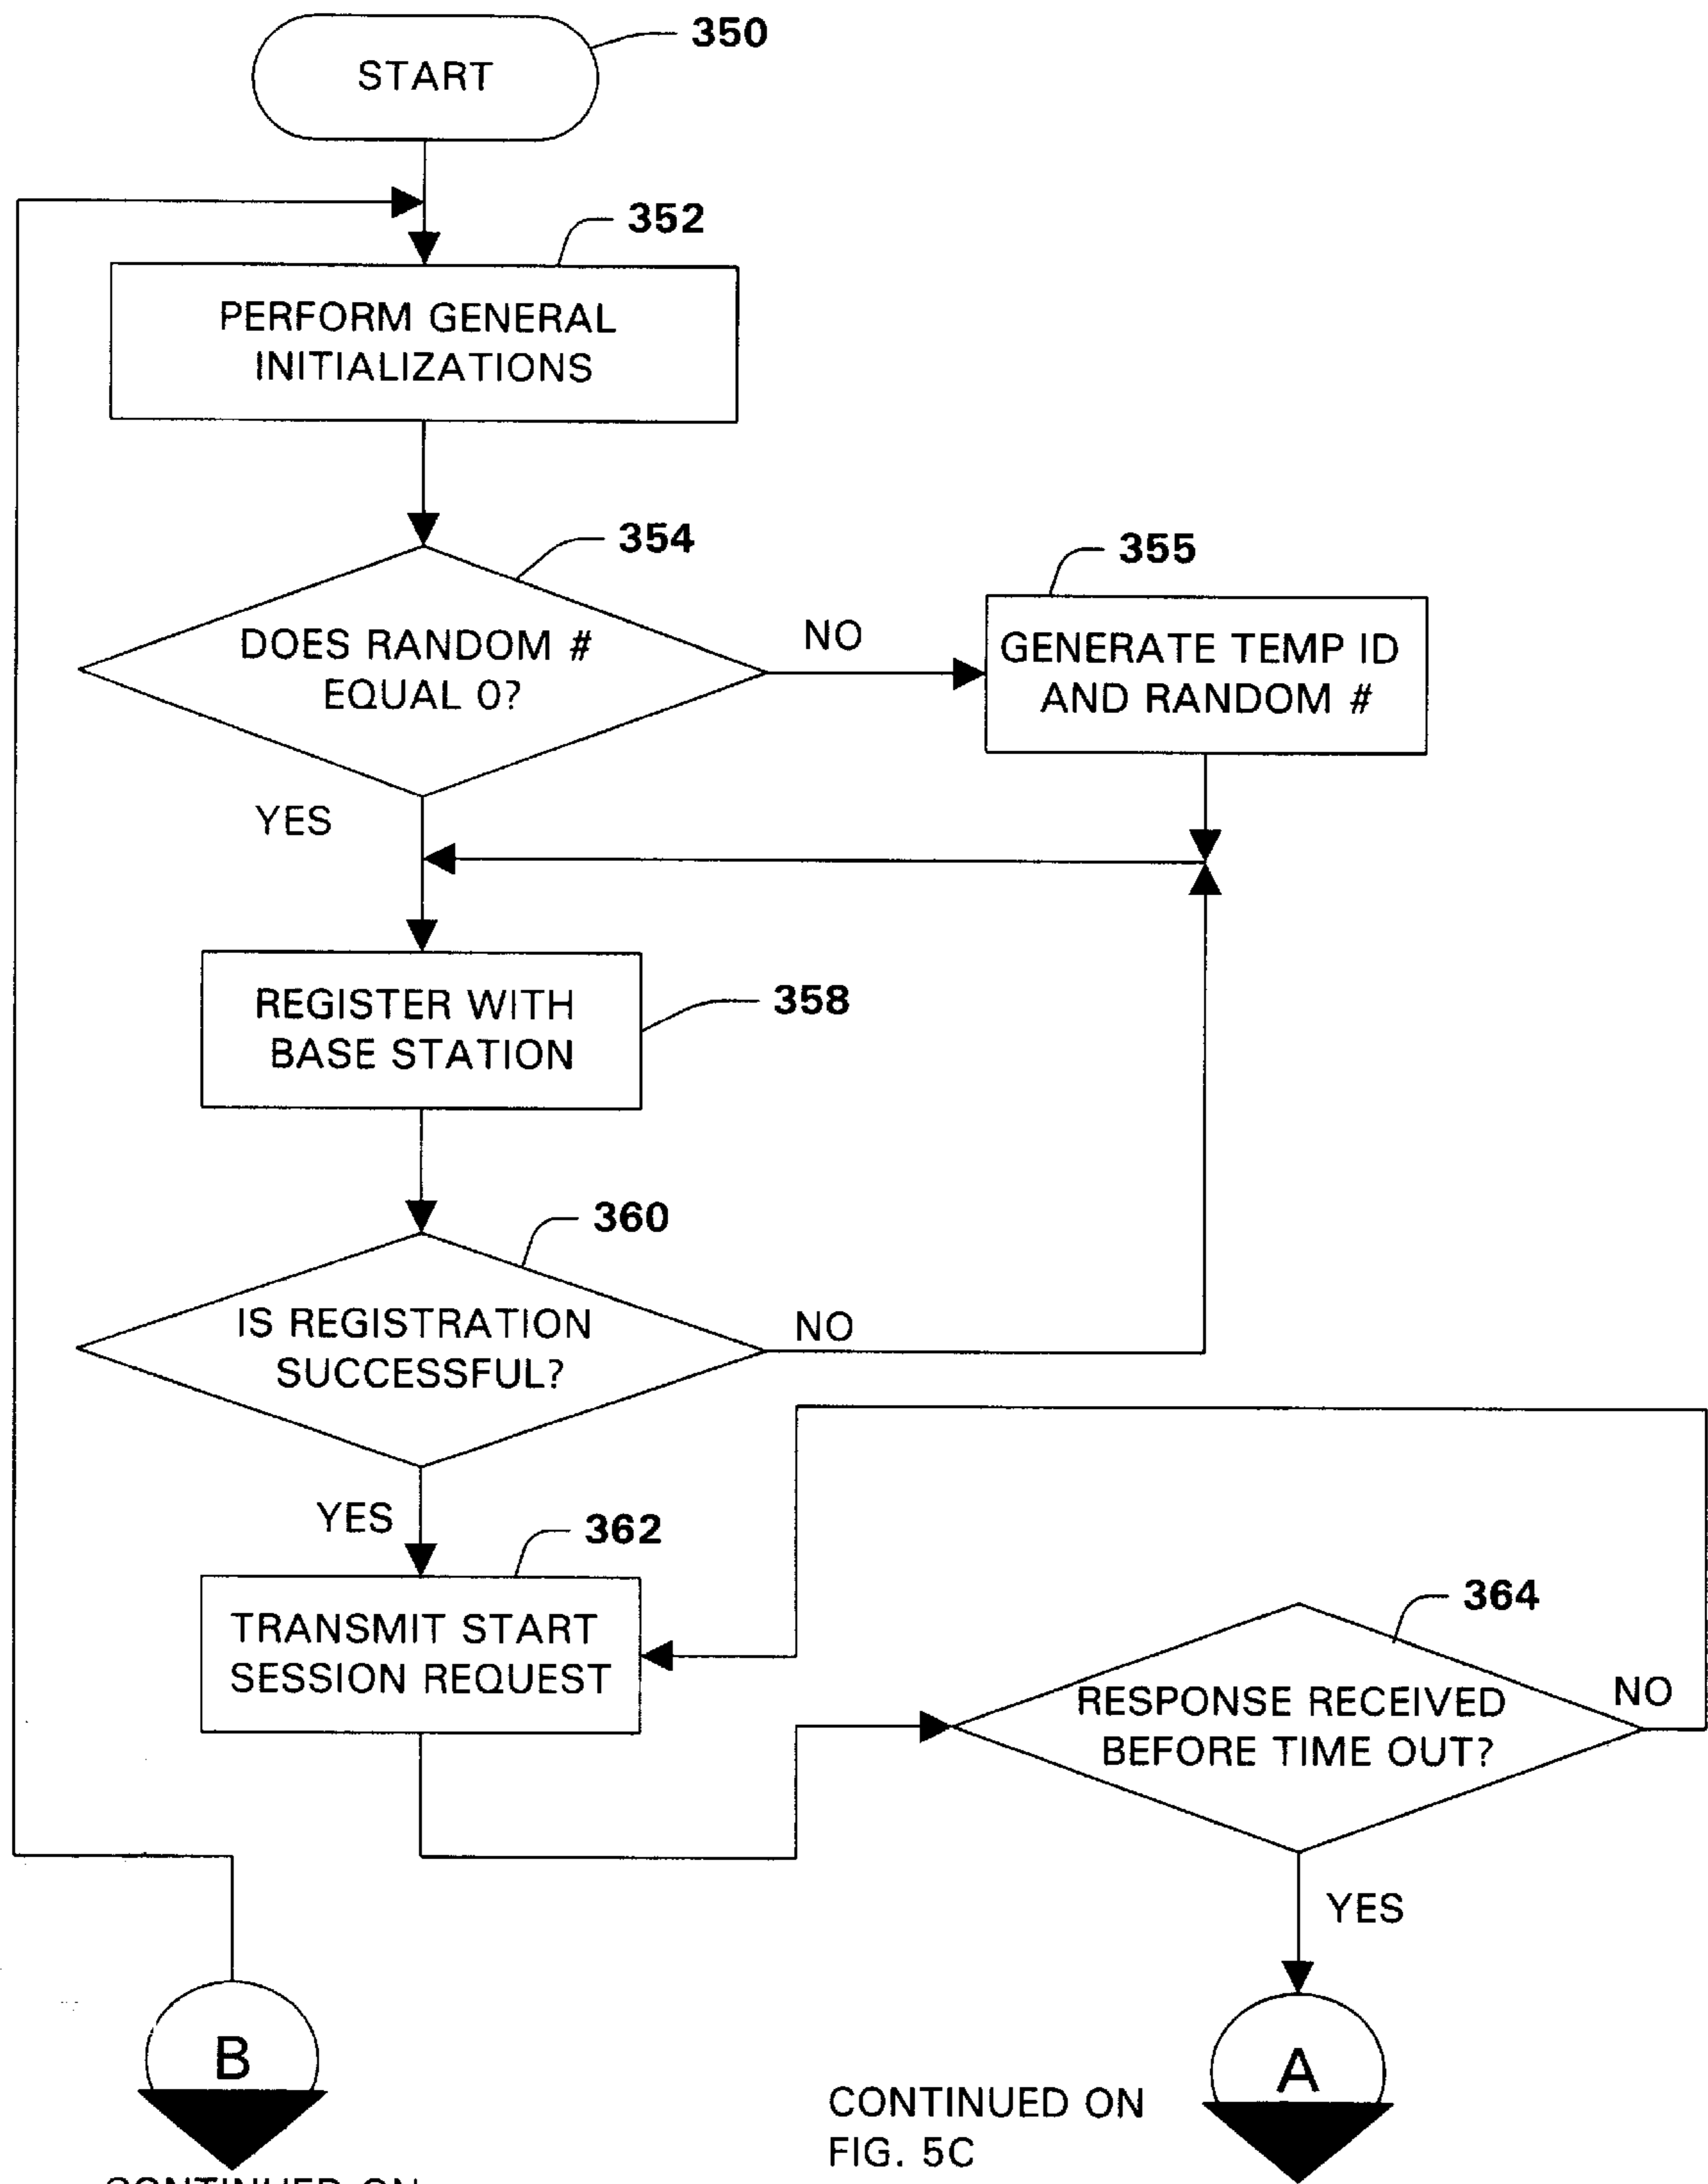 350
START
352
PERFORM GENERAL
INITIALIZATIONS
354
DOES RANDOM #
EQUAL 0?
NO
355
GENERATE TEMP ID
AND RANDOM #
YES
REGISTER WITH
BASE STATION
358
360
IS REGISTRATION
SUCCESSFUL?
NO
YES
362
TRANSMIT START
SESSION REQUEST
364
RESPONSE RECEIVED
BEFORE TIME OUT?
NO
YES
B
A
CONTINUED ON
FIG. 5C
CONTINUED ON